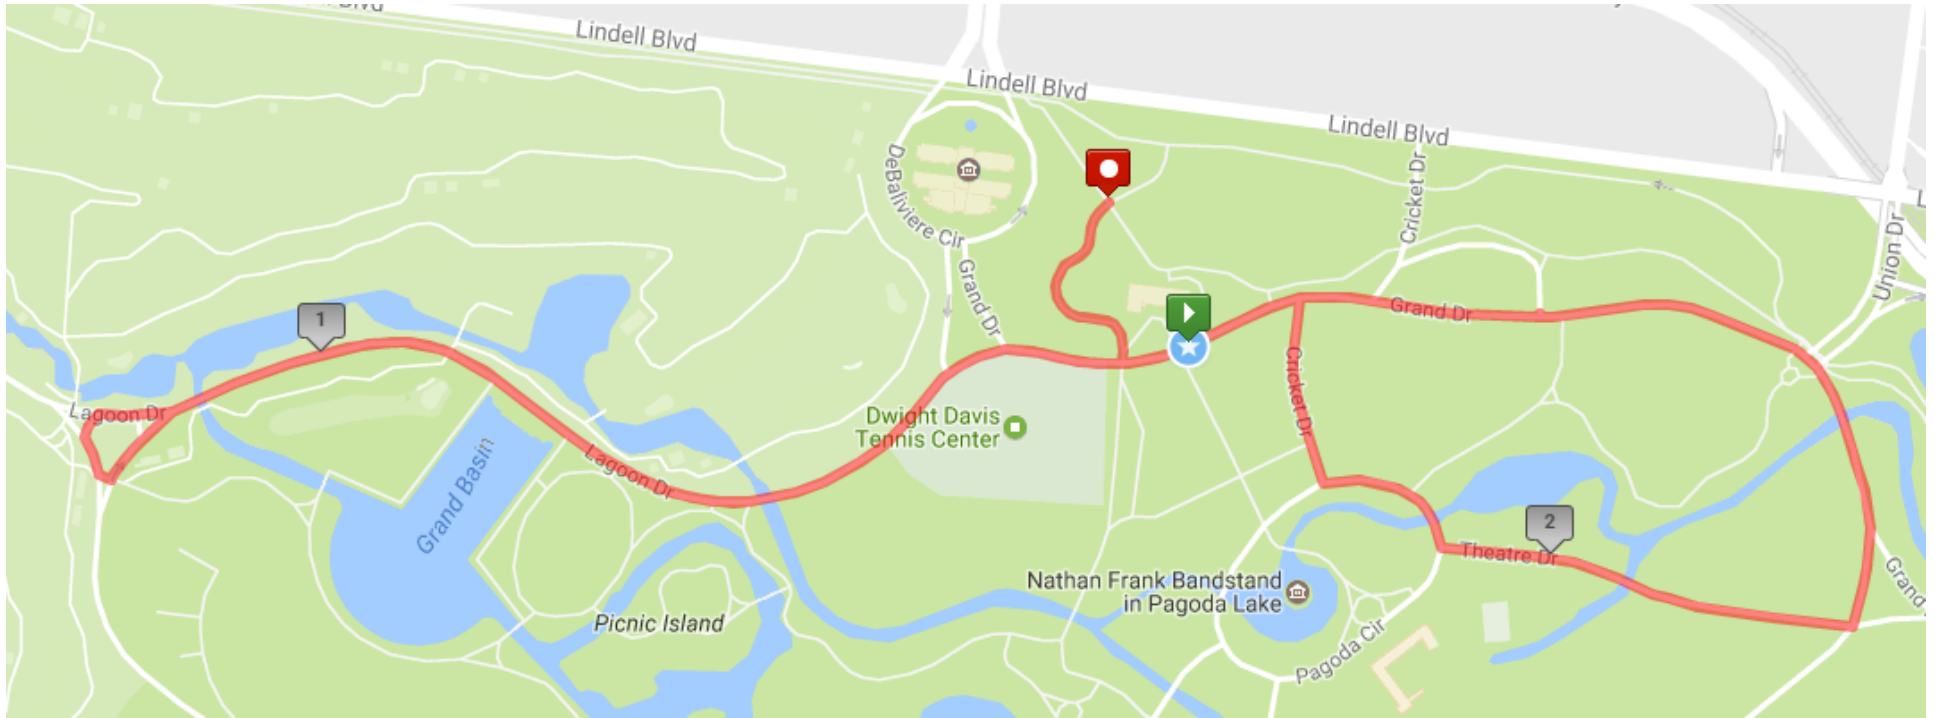 Blvd
Lindell Blvd
Lindell Blvd
Lindell Blvd
DeBaliviere Cir
Cricket Dr
Union Dr
Grand Dr
Grand Dr
1
Lagoon Dr
Cricket Dr
Dwight Davis
Tennis Center
Lagoon Dr
Grand Basin
2
Theatre Dr
Grand
Nathan Frank Bandstand
in Pagoda Lake
Picnic Island
Pagoda Cir